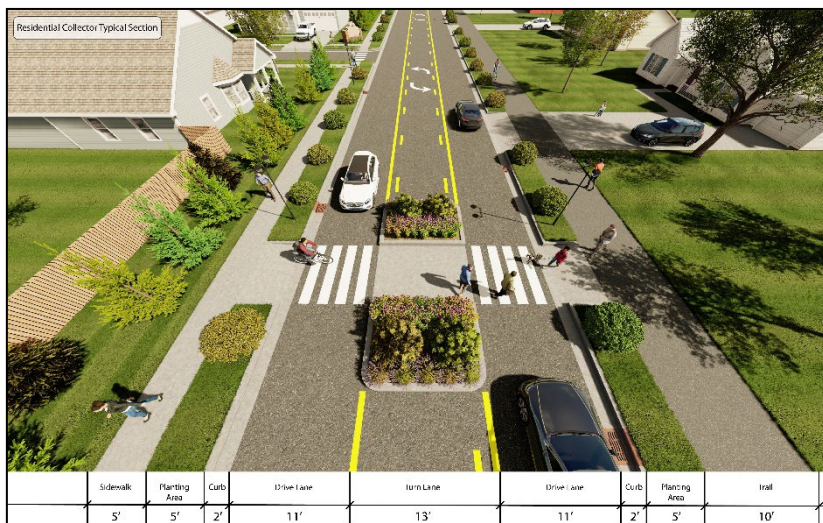 Residential Collector Typical Section
Sidewalk
Planting
Area
Curb
Drive Lane
Turn Lane
Drive Lane
Curb
Planting
Area
Trail
5'
5'
2'
11'
13'
11'
2'
5'
10'